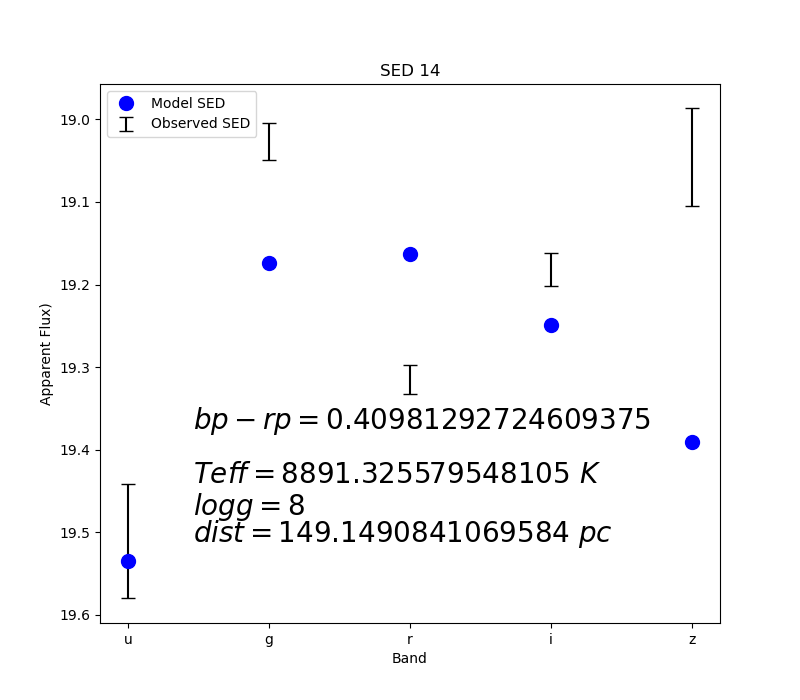 SED 14
Model SED
Observed SED
Apparent Flux)
19.0
19.1
19.2
19.3
19.4
19.5
19.6
bp − rp = 0.40981292724609375
Teff = 8891.325579548105 K
logg = 8
dist = 149.1490841069584 pc
u g r i z
Band